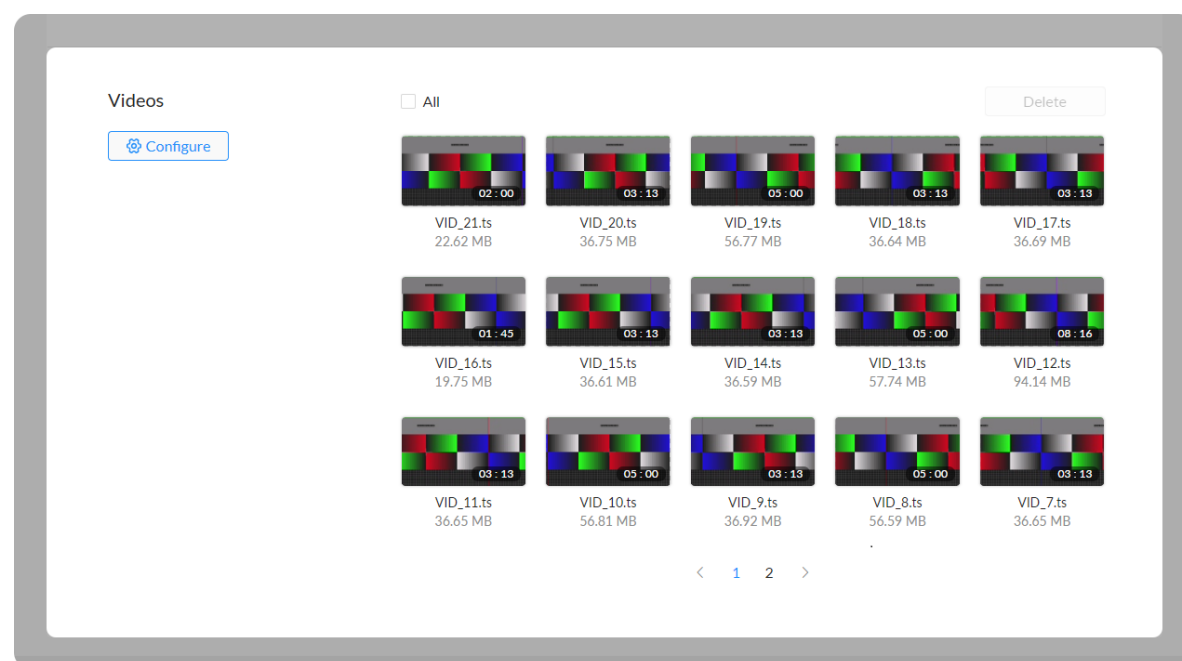 Videos
All
Delete
Configure
02 : 00
03 : 13
05 : 00
03 : 13
03 : 13
VID_21.ts
VID_20.ts
VID_19.ts
VID_18.ts
VID_17.ts
22.62 MB
36.75 MB
56.77 MB
36.64 MB
36.69 MB
01 : 45
03 : 13
03 : 13
05 : 00
08 : 16
VID_16.ts
VID_15.ts
VID_14.ts
VID_13.ts
VID_12.ts
19.75 MB
36.61 MB
36.59 MB
57.74 MB
94.14 MB
03 : 13
05 : 00
03 : 13
05 : 00
03 : 13
VID_11.ts
VID_10.ts
VID_9.ts
VID_8.ts
VID_7.ts
36.65 MB
56.81 MB
36.92 MB
56.59 MB
36.65 MB
.
< 1 2 >